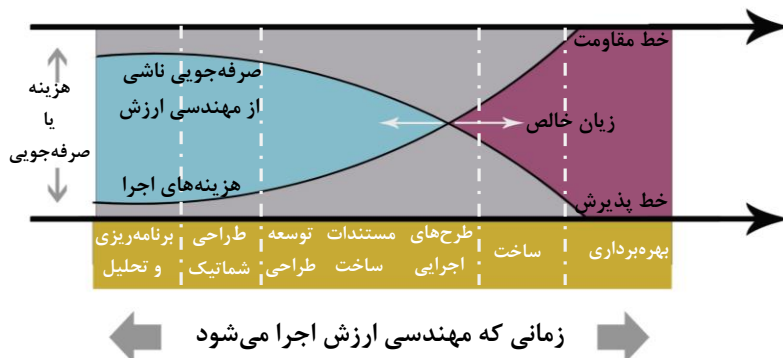 خط مقاومت
صرفه‌جویی ناشی
از مهندسی ارزش
هزینه
یا
صرفه‌جویی
زیان خالص
هزینه‌های اجرا
خط پذیرش
برنامه‌ریزی
و تحلیل
طراحی
شماتیک
توسعه
طراحی
مستندات
ساخت
طرح‌های
اجرایی
ساخت
بهره‌برداری
زمانی که مهندسی ارزش اجرا می‌شود